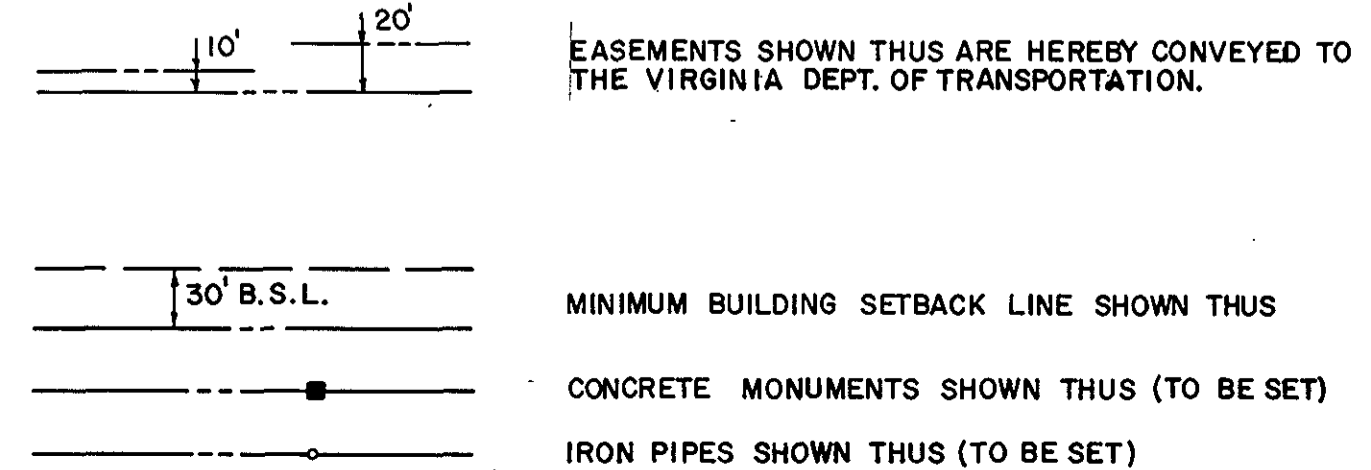 10' 20'
EASEMENTS SHOWN THUS ARE HEREBY CONVEYED TO
THE VIRGINIA DEPT. OF TRANSPORTATION.
30' B.S.L.
MINIMUM BUILDING SETBACK LINE SHOWN THUS
CONCRETE MONUMENTS SHOWN THUS (TO BE SET)
IRON PIPES SHOWN THUS (TO BE SET)